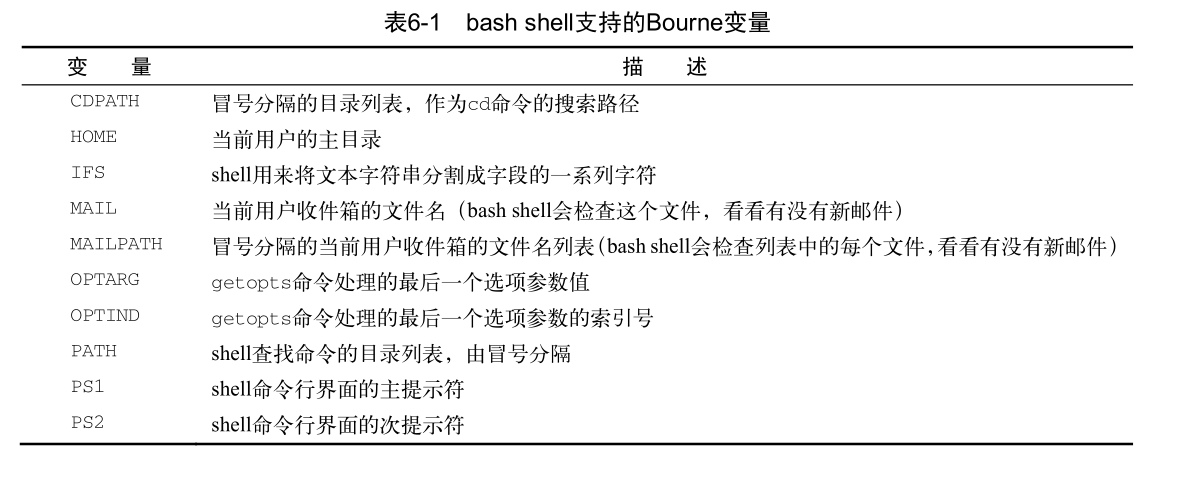 表6-1 bash shell支持的Bourne变量
变 量 描 述
CDPATH 冒号分隔的目录列表，作为cd命令的搜索路径
HOME 当前用户的主目录
IFS shell用来将文本字符串分割成字段的一系列字符
MAIL 当前用户收件箱的文件名（bash shell会检查这个文件，看看有没有新邮件）
MAILPATH 冒号分隔的当前用户收件箱的文件名列表（bash shell会检查列表中的每个文件，看看有没有新邮件）
OPTARG getopts命令处理的最后一个选项参数值
OPTIND getopts命令处理的最后一个选项参数的索引号
PATH shell查找命令的目录列表，由冒号分隔
PS1 shell命令行界面的主提示符
PS2 shell命令行界面的次提示符